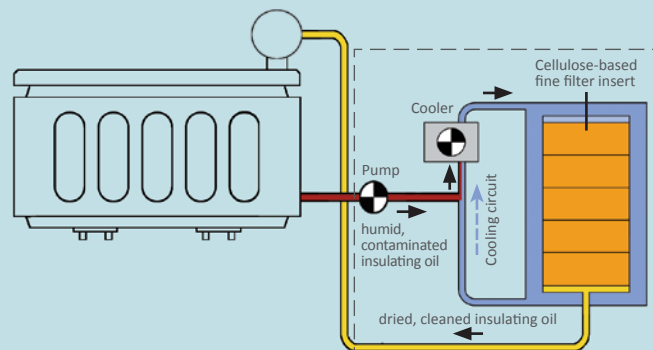 Cellulose-based
fine filter insert
Cooler
Pump
Cooling circuit
humid,
contaminated
insulating oil
dried, cleaned insulating oil